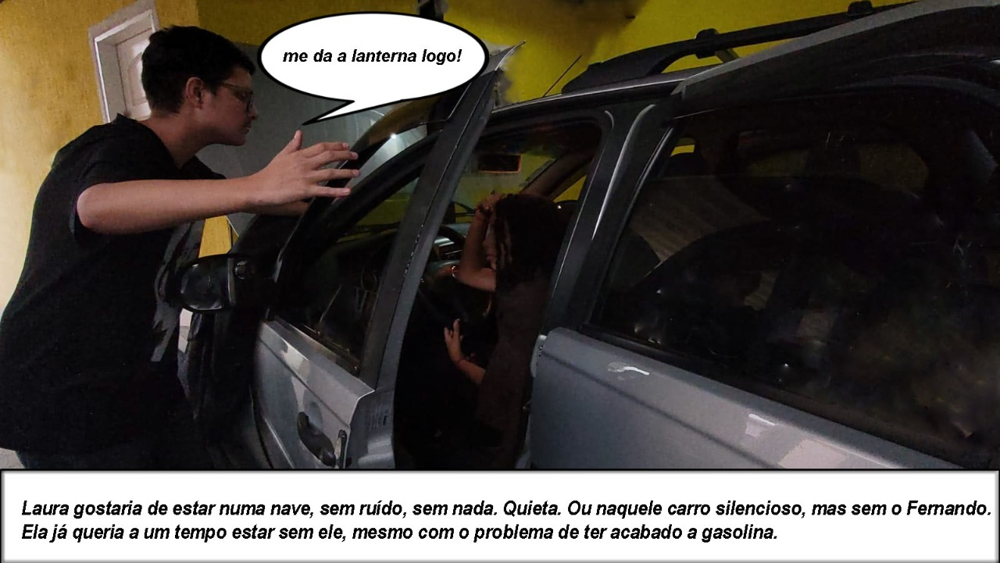 me da a lanterna logo!
Laura gostaria de estar numa nave, sem ruído, sem nada. Quieta. Ou naquele carro silencioso, mas sem o Fernando.
Ela já queria a um tempo estar sem ele, mesmo com o problema de ter acabado a gasolina.